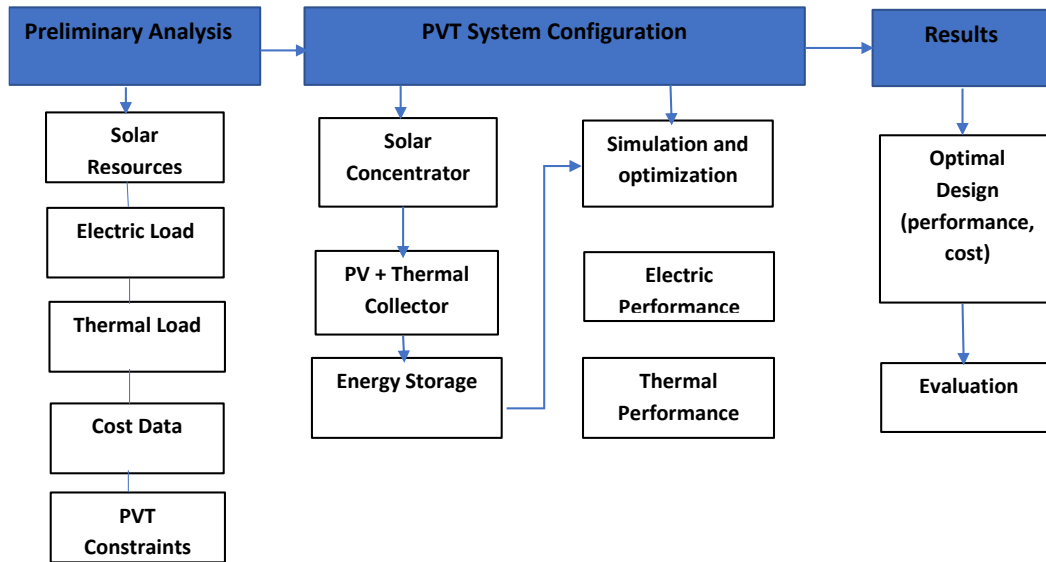 Preliminary Analysis
PVT System Configuration
Results
Solar
Resources
Electric Load
Thermal Load
Cost Data
PVT
Constraints
Solar
Concentrator
PV + Thermal
Collector
Energy Storage
Simulation and
optimization
Electric
Performance
Thermal
Performance
Optimal
Design
(performance,
cost)
Evaluation